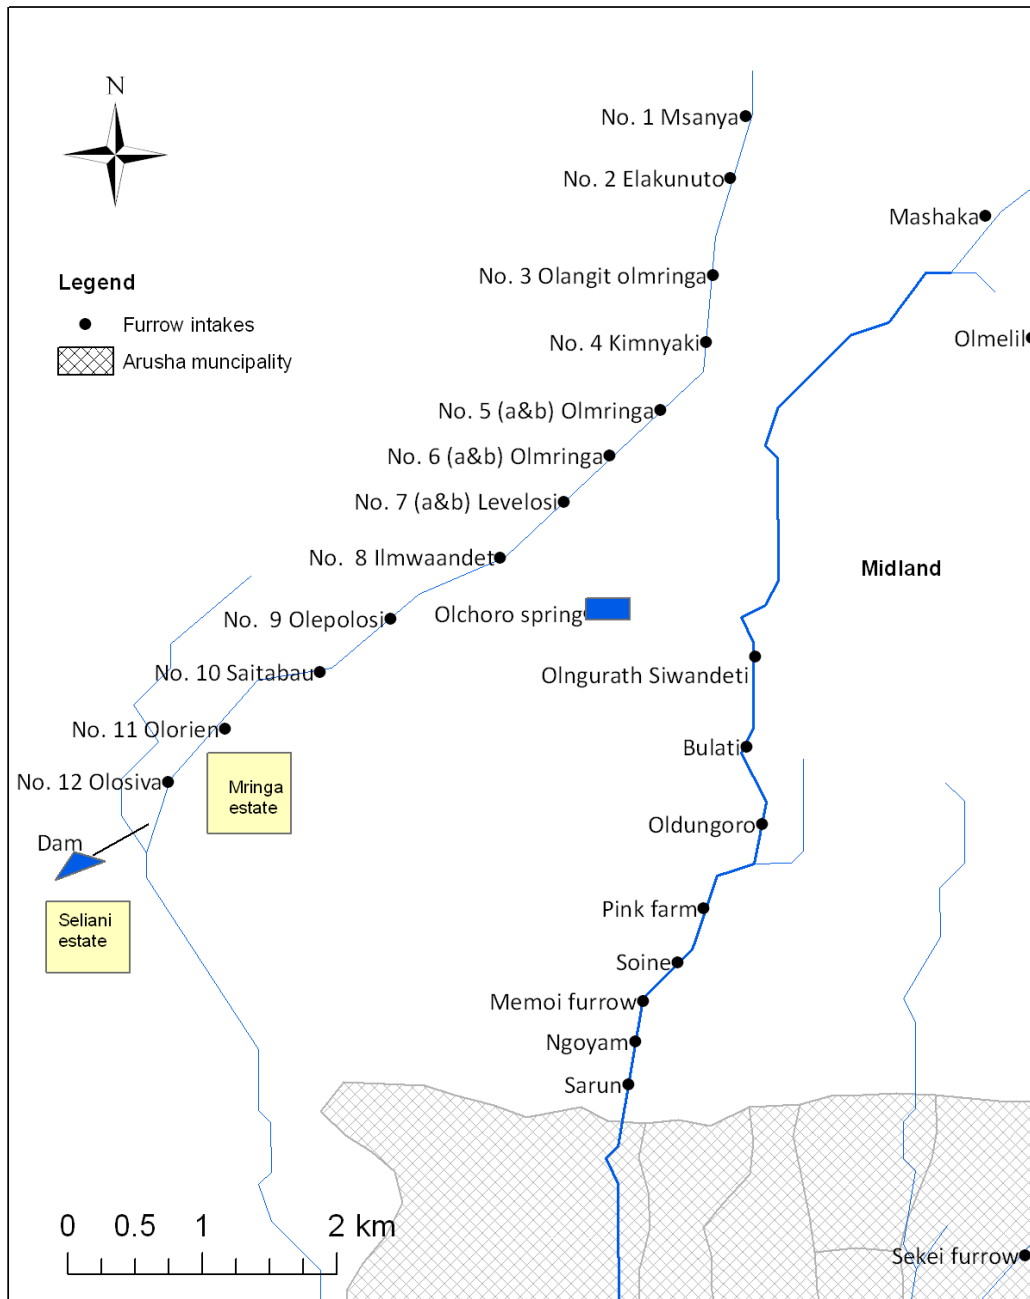 N
No. 1 Msanya
No. 2 Elakunuto
Mashaka
No. 3 Olangit olmringa
Legend
Furrow intakes
Olmelil
No. 4 Kimnyaki
Arusha muncipality
No. 5 (a&b) Olmringa
No. 6 (a&b) Olmringa
No. 7 (a&b) Levelosi
No. 8 Ilmwaandet
Midland
Olchoro spring
No. 9 Olepolosi
No. 10 Saitabau
Olngurath Siwandeti
No. 11 Olorien
Bulati
No. 12 Olosiva
Mringa
estate
Oldungoro
Dam
Pink farm
Seliani
estate
Soine
Memoi furrow
Ngoyam
Sarun
0 0.5 1 2 km
Sekei furrow